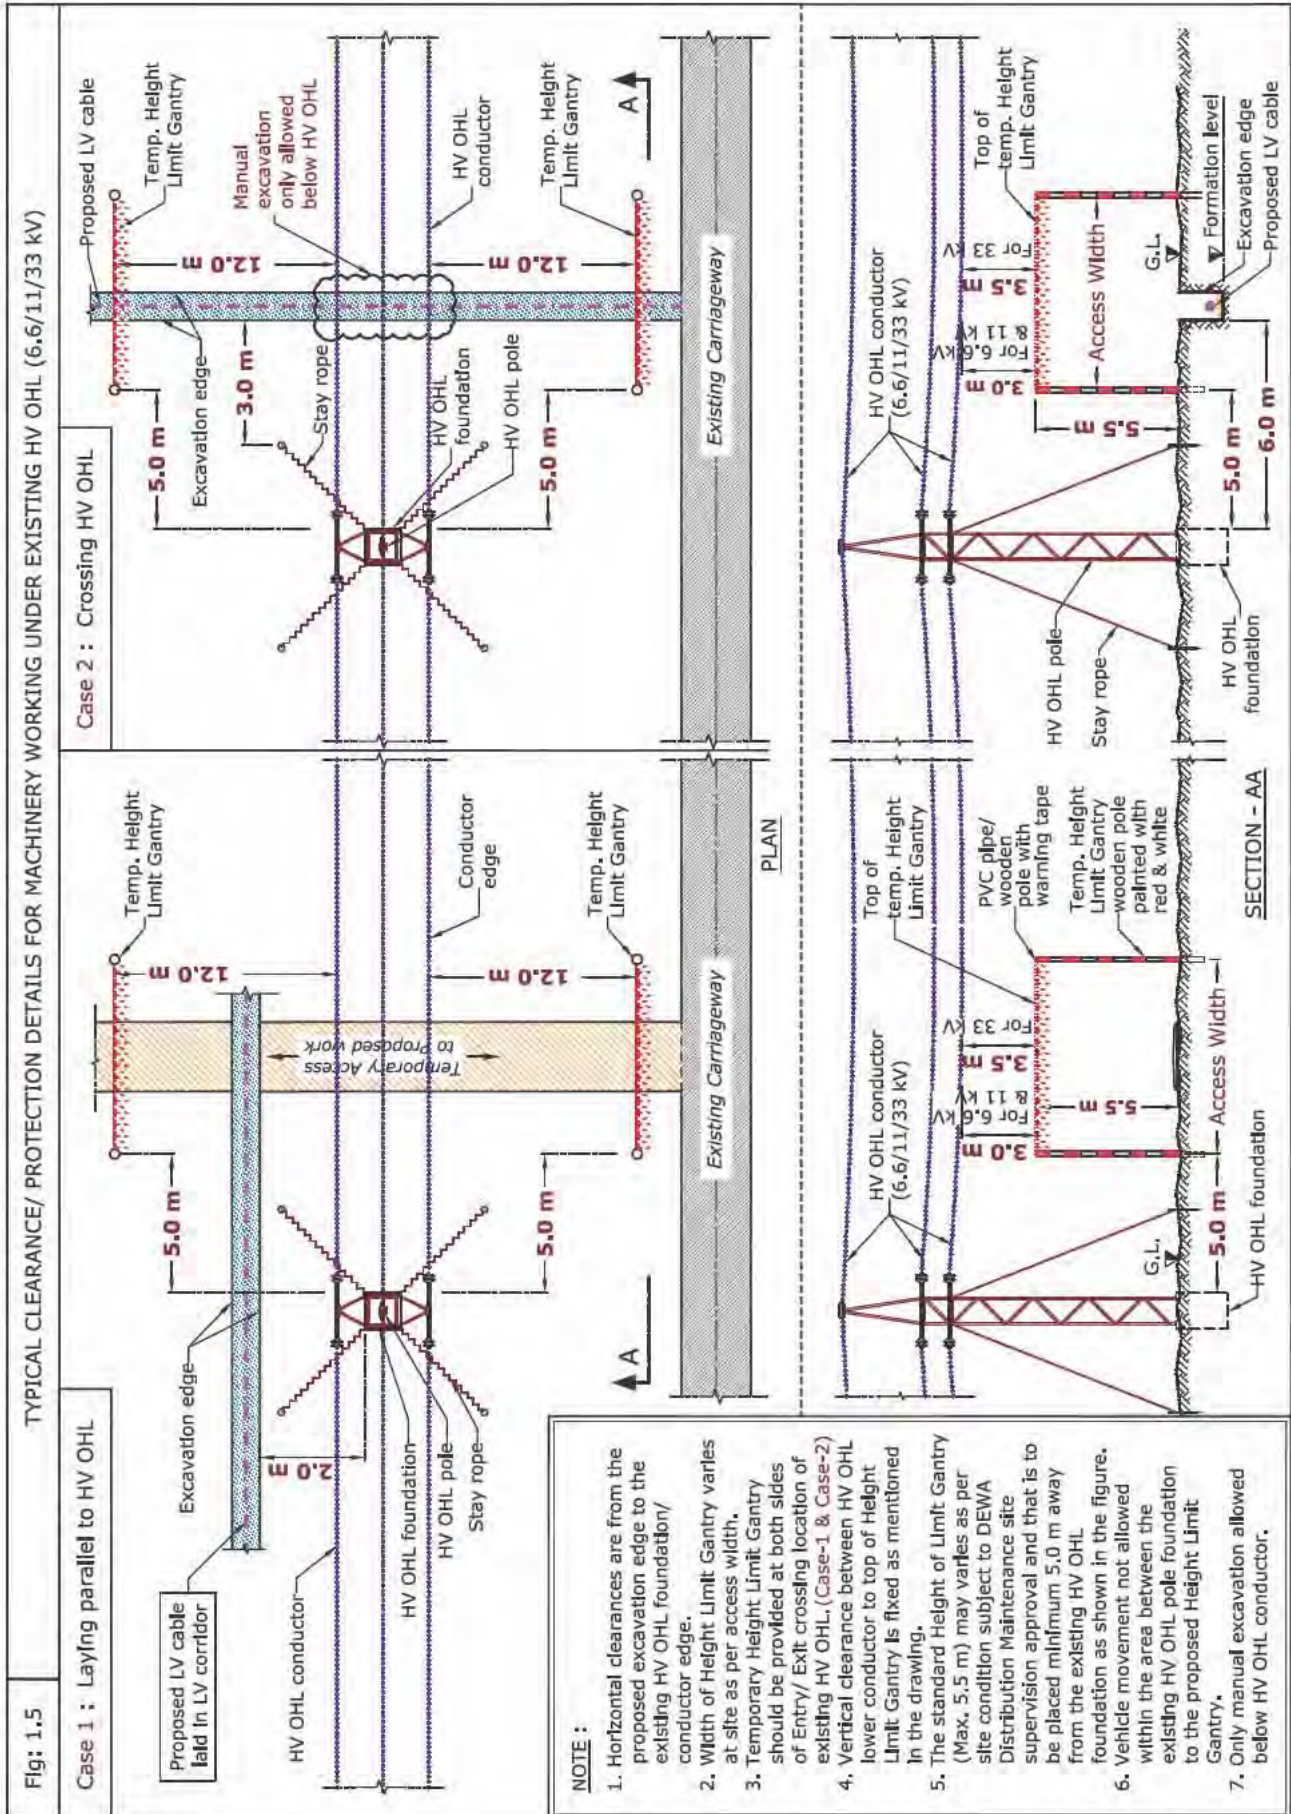 Fig: 1.5
TYPICAL CLEARANCE/ PROTECTION DETAILS FOR MACHINERY WORKING UNDER EXISTING HV OHL (6.6/11/33 kV)
Case 1 : Laying parallel to HV OHL
Case 2 : Crossing HV OHL
Proposed LV cable
laid in LV corridor
Excavation edge
2.0 m
5.0 m
HV OHL conductor
HV OHL foundation
HV OHL pole
Stay rope
5.0 m
Temp. Height
Limit Gantry
12.0 m
Temporary Access
to Proposed work
Conductor
edge
12.0 m
Temp. Height
Limit Gantry
Existing Carriageway
A
PLAN
Proposed LV cable
Temp. Height
Limit Gantry
12.0 m
5.0 m
Excavation edge
3.0 m
Stay rope
Manual
excavation
only allowed
below HV OHL
HV OHL
foundation
HV OHL pole
HV OHL
conductor
12.0 m
5.0 m
Temp. Height
Limit Gantry
Existing Carriageway
A
HV OHL conductor
(6.6/11/33 kV)
Top of
temp. Height
Limit Gantry
3.0 m
For 6.6 kV
& 11 kV
3.5 m
For 33 kV
PVC pipe/
wooden
pole with
warning tape
Temp. Height
Limit Gantry
wooden pole
painted with
red & white
5.5 m
G.L.
5.0 m
Access Width
HV OHL foundation
SECTION - AA
HV OHL conductor
(6.6/11/33 kV)
Top of
temp. Height
Limit Gantry
3.0 m
For 6.6 kV
& 11 kV
3.5 m
For 33 kV
5.5 m
Access Width
G.L.
Formation level
Excavation edge
Proposed LV cable
HV OHL pole
Stay rope
HV OHL
foundation
5.0 m
6.0 m
NOTE :
1. Horizontal clearances are from the
proposed excavation edge to the
existing HV OHL foundation/
conductor edge.
2. Width of Height Limit Gantry varies
at site as per access width.
3. Temporary Height Limit Gantry
should be provided at both sides
of Entry/ Exit crossing location of
existing HV OHL.(Case-1 & Case-2)
4. Vertical clearance between HV OHL
lower conductor to top of Height
Limit Gantry is fixed as mentioned
in the drawing.
5. The standard Height of Limit Gantry
(Max. 5.5 m) may varies as per
site condition subject to DEWA
Distribution Maintenance site
supervision approval and that is to
be placed minimum 5.0 m away
from the existing HV OHL
foundation as shown in the figure.
6. Vehicle movement not allowed
within the area between the
existing HV OHL pole foundation
to the proposed Height Limit
Gantry.
7. Only manual excavation allowed
below HV OHL conductor.